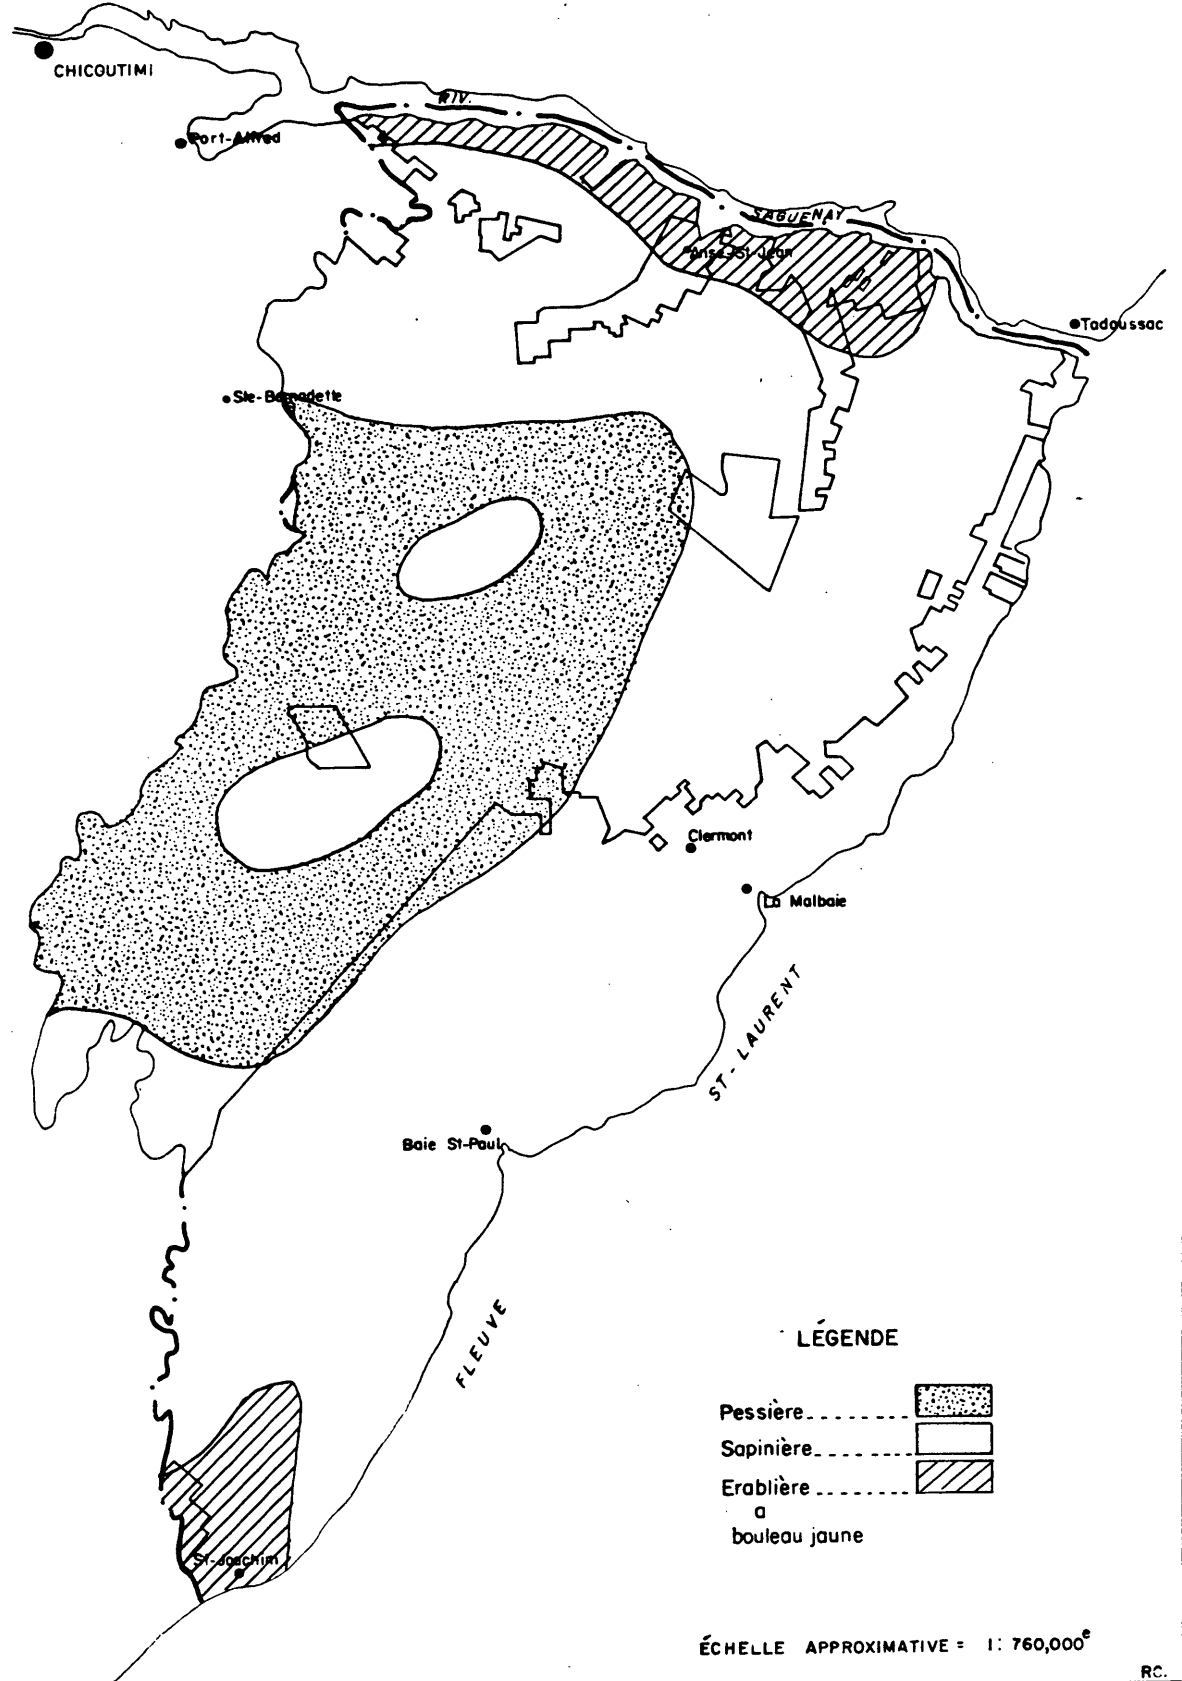 CHICOUTIMI
Port-Alfred
RIV.
SAGUENAY
Anse-St-Jean
Tadoussac
Ste-Bernadette
Clermont
La Malbaie
ST-LAURENT
Baie St-Paul
FLEUVE
St-Joachim
LÉGENDE
Pessière
Sapinière
Erablière
a
bouleau jaune
ÉCHELLE APPROXIMATIVE = 1: 760,000e
RC.